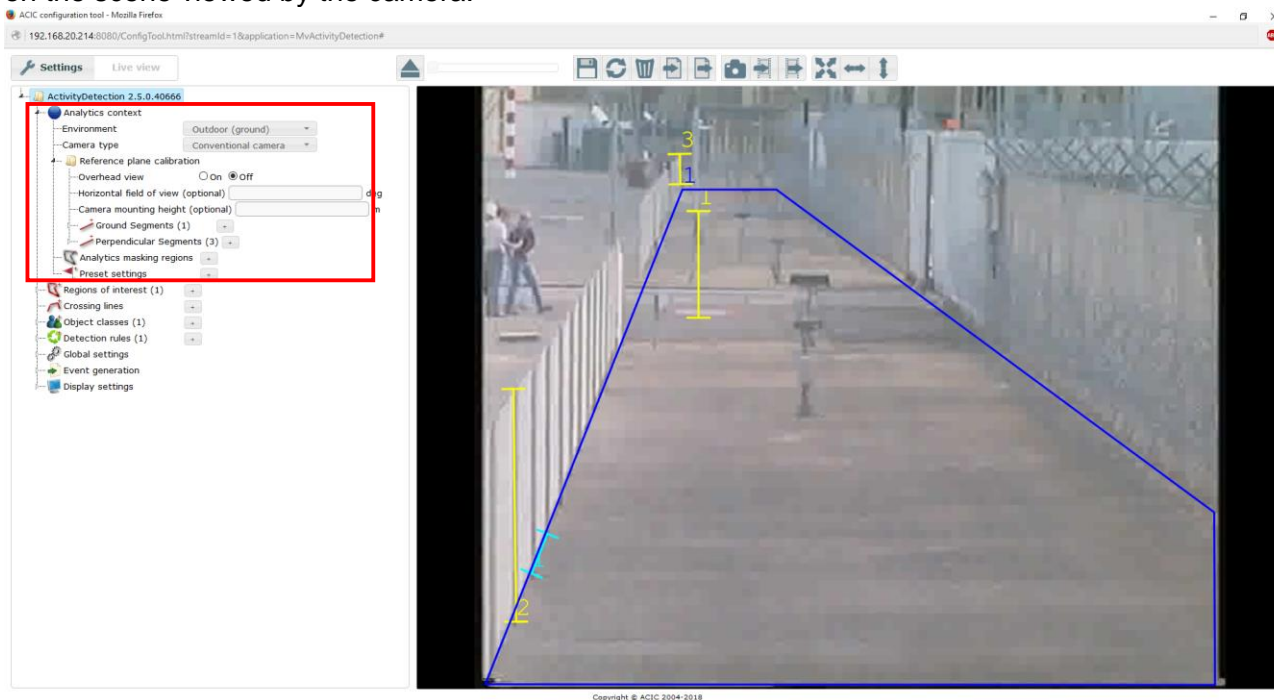 on the scene viewed by the camera.
ACIC configuration tool - Mozilla Firefox
192.168.20.214:8080/ConfigTool.html?streamId=1&application=MvActivityDetection#
Settings Live view
ActivityDetection 2.5.0.40666
Analytics context
Environment Outdoor (ground)
Camera type Conventional camera
Reference plane calibration
Overhead view On Off
Horizontal field of view (optional) deg
Camera mounting height (optional) m
Ground Segments (1) +
Perpendicular Segments (3) +
Analytics masking regions +
Preset settings +
Regions of interest (1) +
Crossing lines +
Object classes (1) +
Detection rules (1) +
Global settings
Event generation
Display settings
3
1
1
1
2
Copyright © ACIC 2004-2018